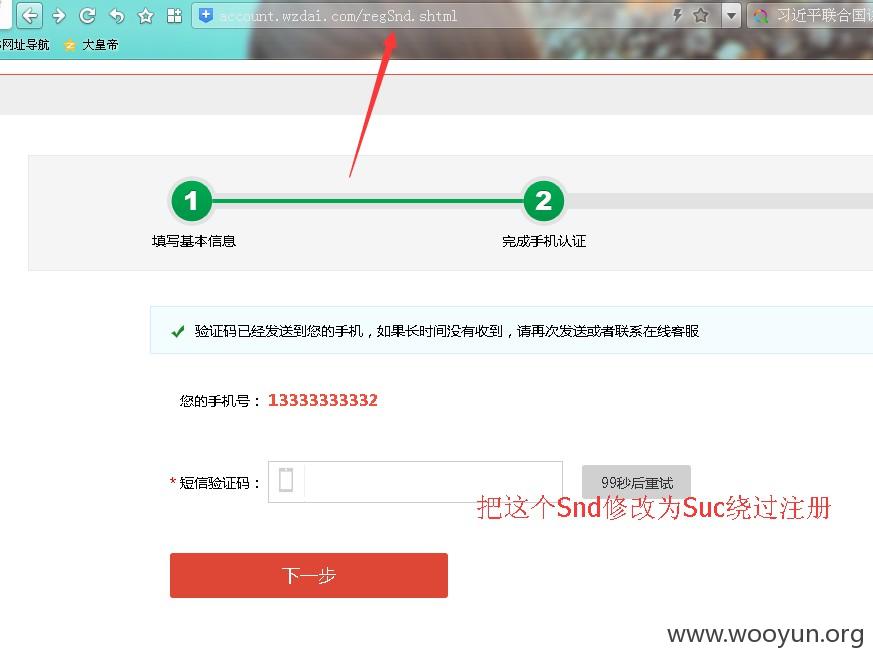 account.wzdai.com/regSnd.shtml
习近平联合国
网址导航 大皇帝
1 2
填写基本信息 完成手机认证
验证码已经发送到您的手机，如果长时间没有收到，请再次发送或者联系在线客服
您的手机号： 13333333332
*短信验证码： 99秒后重试
把这个Snd修改为Suc绕过注册
下一步
www.wooyun.org